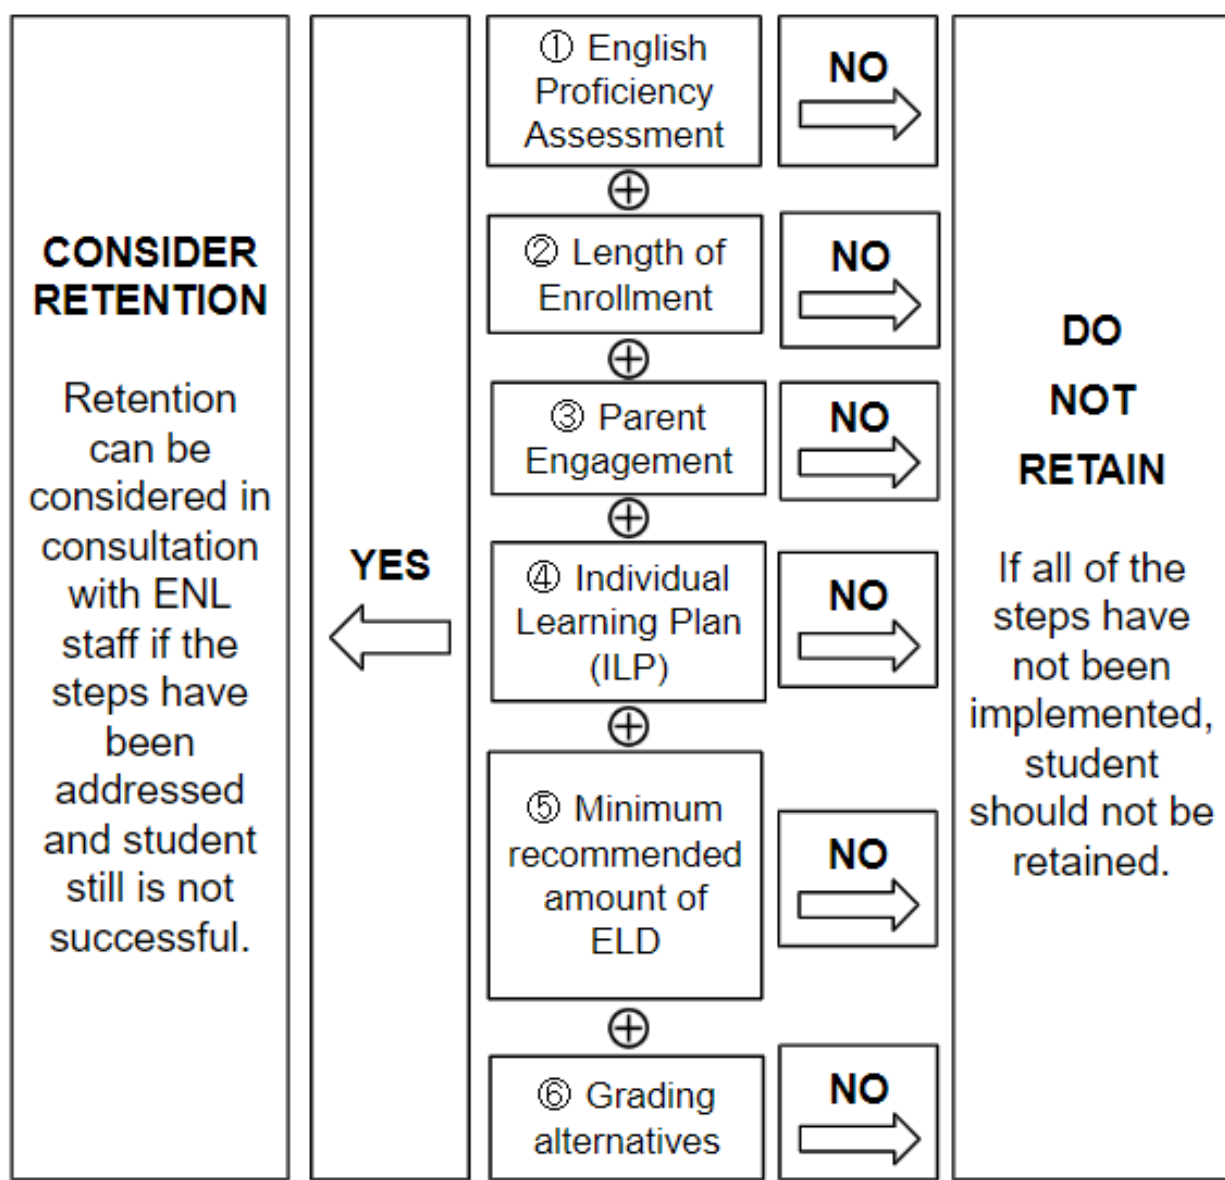 CONSIDER
RETENTION
Retention
can be
considered in
consultation
with ENL
staff if the
steps have
been
addressed
and student
still is not
successful.
YES
① English
Proficiency
Assessment
② Length of
Enrollment
③ Parent
Engagement
④ Individual
Learning Plan
(ILP)
⑤ Minimum
recommended
amount of
ELD
⑥ Grading
alternatives
NO
NO
NO
NO
NO
NO
DO
NOT
RETAIN
If all of the
steps have
not been
implemented,
student
should not be
retained.